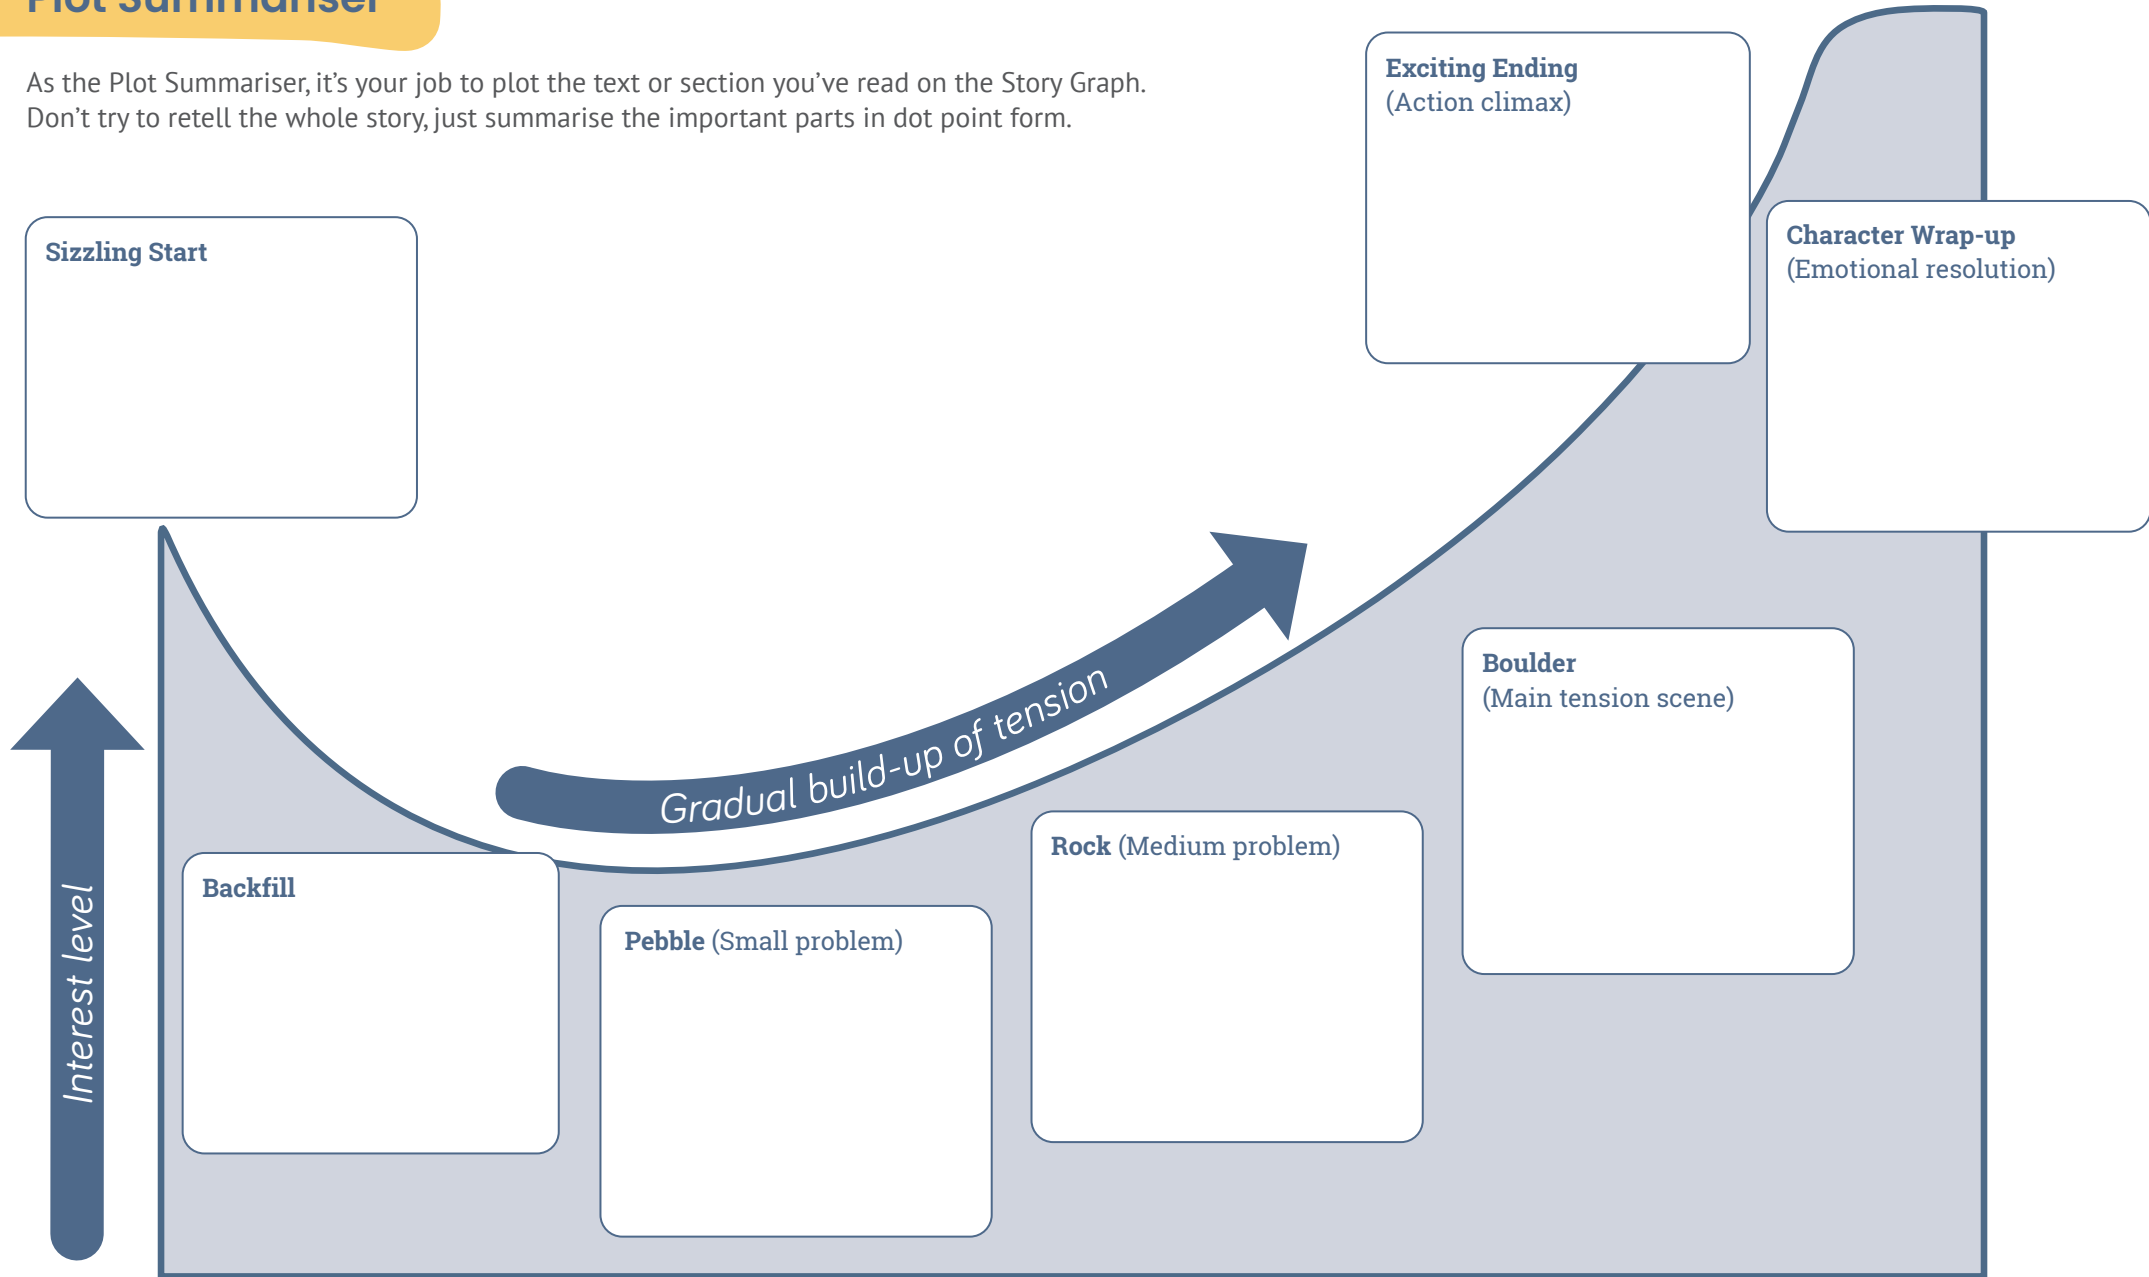 Plot Summariser
As the Plot Summariser, it’s your job to plot the text or section you’ve read on the Story Graph.
Don’t try to retell the whole story, just summarise the important parts in dot point form.
Sizzling Start
Exciting Ending
(Action climax)
Character Wrap-up
(Emotional resolution)
Gradual build-up of tension
Boulder
(Main tension scene)
Rock (Medium problem)
Backfill
Pebble (Small problem)
Interest level